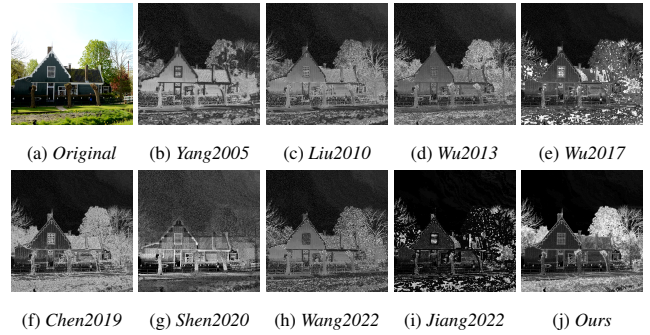 (a) Original
(b) Yang2005
(c) Liu2010
(d) Wu2013
(e) Wu2017
(f) Chen2019
(g) Shen2020
(h) Wang2022
(i) Jiang2022
(j) Ours